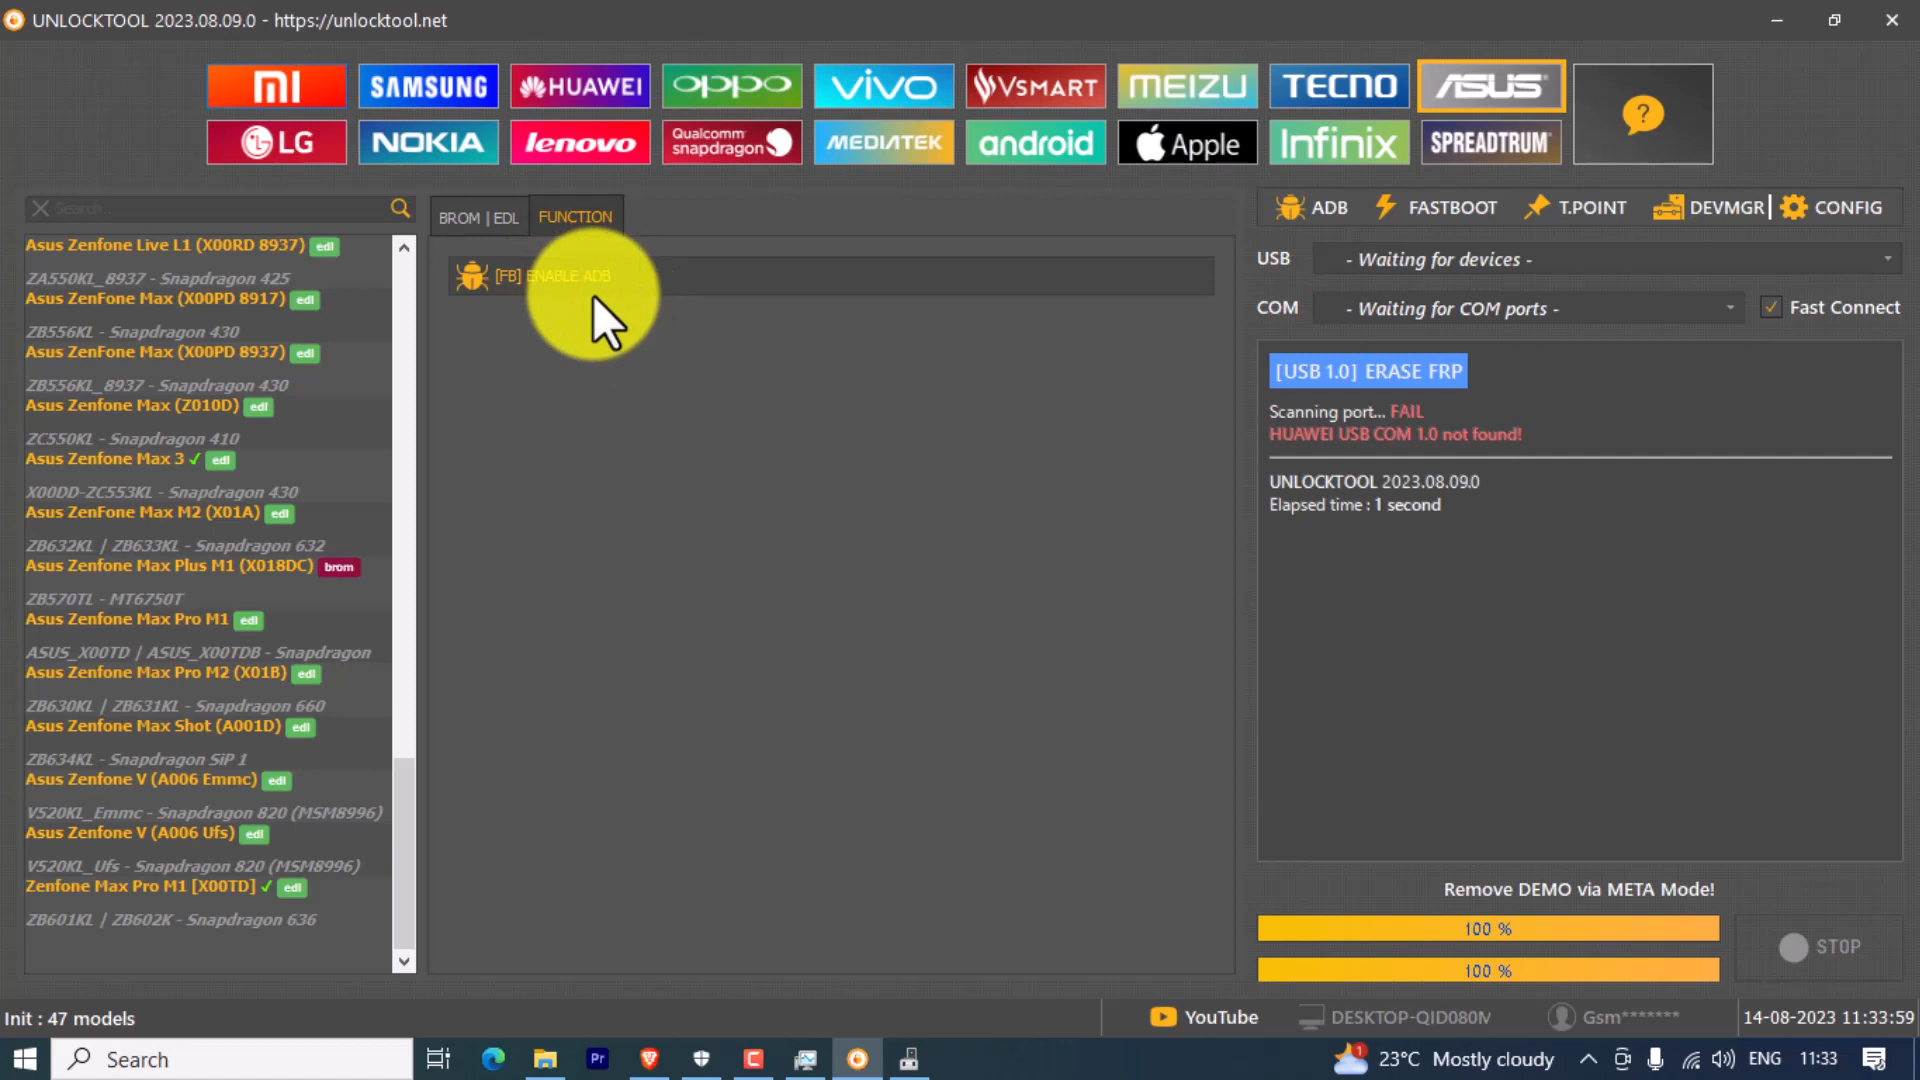 UNLOCKTOOL 2023.08.09.0 - https://unlocktool.net
MI SAMSUNG HUAWEI oppo vivo VSMART MEIZU TECNO ASUS ?
LG NOKIA lenovo Qualcomm snapdragon MEDIATEK android Apple Infinix SPREADTRUM
Search..
BROM | EDL FUNCTION
ADB FASTBOOT T.POINT DEVMGR CONFIG
Asus Zenfone Live L1 (X00RD 8937) edl
ZA550KL_8937 - Snapdragon 425
Asus ZenFone Max (X00PD 8917) edl
ZB556KL - Snapdragon 430
Asus ZenFone Max (X00PD 8937) edl
ZB556KL_8937 - Snapdragon 430
Asus Zenfone Max (Z010D) edl
ZC550KL - Snapdragon 410
Asus Zenfone Max 3 ✓ edl
X00DD-ZC553KL - Snapdragon 430
Asus ZenFone Max M2 (X01A) edl
ZB632KL | ZB633KL - Snapdragon 632
Asus Zenfone Max Plus M1 (X018DC) brom
ZB570TL - MT6750T
Asus Zenfone Max Pro M1 edl
ASUS_X00TD | ASUS_X00TDB - Snapdragon
Asus Zenfone Max Pro M2 (X01B) edl
ZB630KL | ZB631KL - Snapdragon 660
Asus Zenfone Max Shot (A001D) edl
ZB634KL - Snapdragon SiP 1
Asus Zenfone V (A006 Emmc) edl
V520KL_Emmc - Snapdragon 820 (MSM8996)
Asus Zenfone V (A006 Ufs) edl
V520KL_Ufs - Snapdragon 820 (MSM8996)
Zenfone Max Pro M1 [X00TD] ✓ edl
ZB601KL | ZB602K - Snapdragon 636
[FB] ENABLE ADB
USB - Waiting for devices -
COM - Waiting for COM ports - Fast Connect
[USB 1.0] ERASE FRP
Scanning port... FAIL
HUAWEI USB COM 1.0 not found!
UNLOCKTOOL 2023.08.09.0
Elapsed time : 1 second
Remove DEMO via META Mode!
100 %
100 %
STOP
Init : 47 models
YouTube DESKTOP-QID080M Gsm******* 14-08-2023 11:33:59
Search Pr 1 23°C Mostly cloudy ENG 11:33